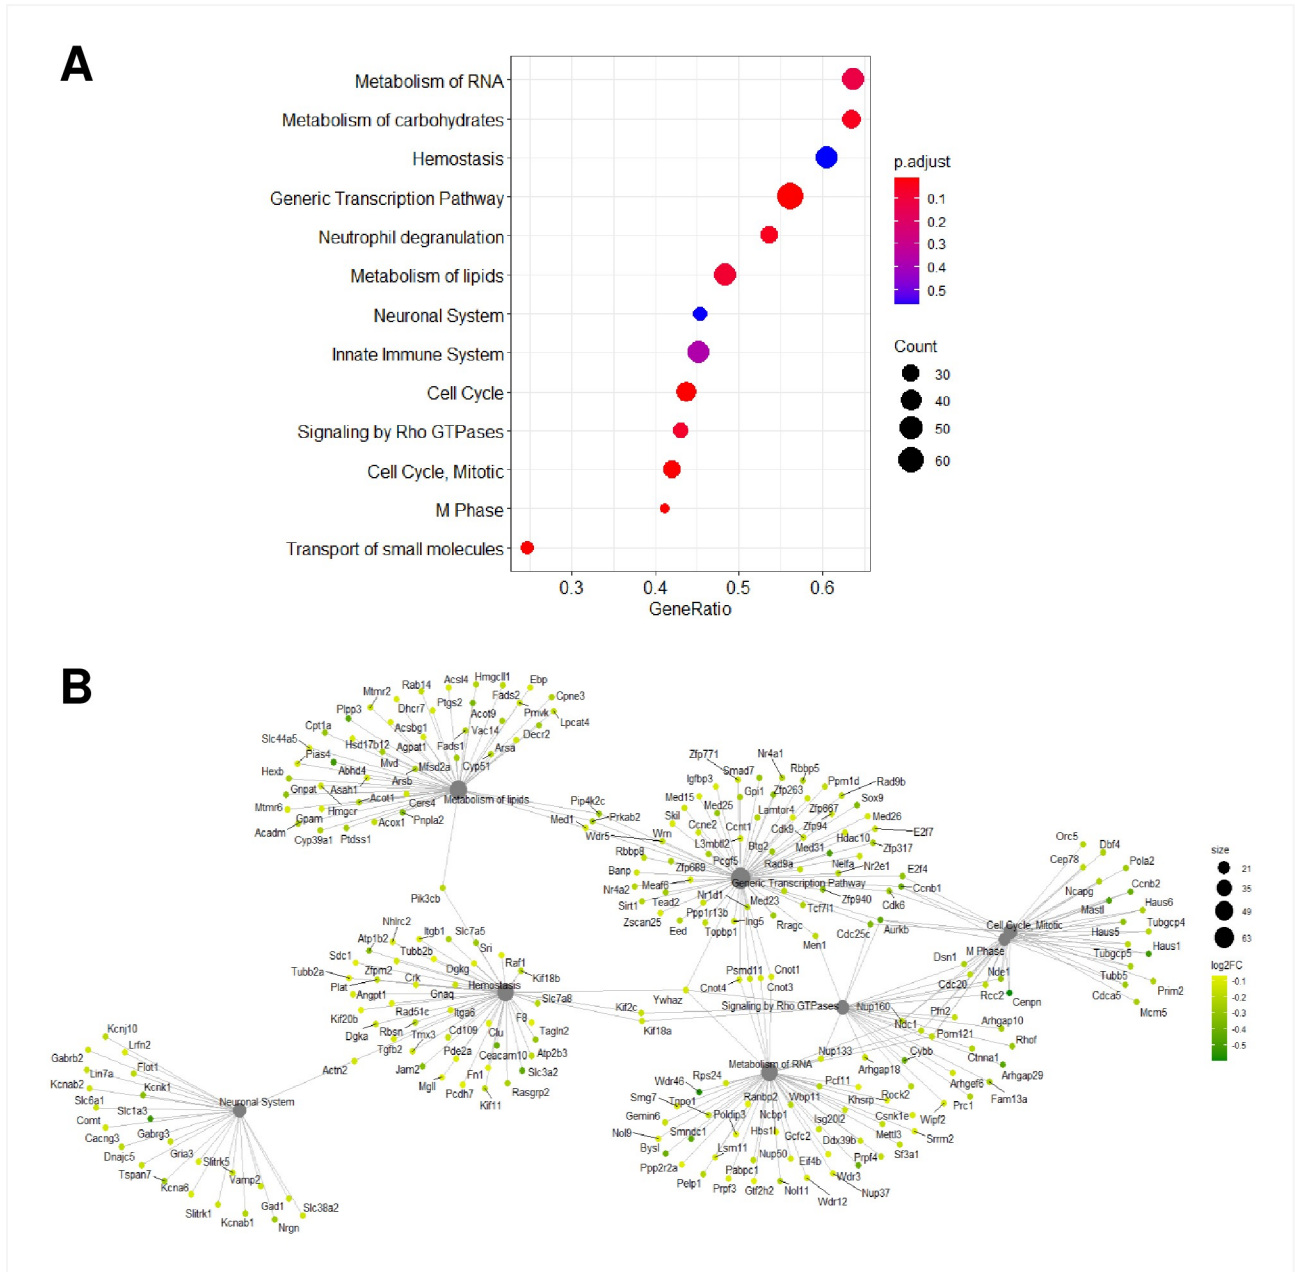 A
Metabolism of RNA
Metabolism of carbohydrates
Hemostasis
Generic Transcription Pathway
Neutrophil degranulation
Metabolism of lipids
Neuronal System
Innate Immune System
Cell Cycle
Signaling by Rho GTPases
Cell Cycle, Mitotic
M Phase
Transport of small molecules
0.3 0.4 0.5 0.6
GeneRatio
p.adjust
0.1
0.2
0.3
0.4
0.5
Count
30
40
50
60
B
Mtmr2 Rab14 Acsl4 Hmgcll1 Ebp
Plpp3 Dhcr7 Ptgs2 Fads2 Cpne3
Cpt1a Acsbg1 Acot9 Pmvk Lpcat4
Slc44a5 Hsd17b12 Agpat1 Fads1 Vac14 Arsa Decr2
Pias4 Mvd Mfsd2a Cyp51
Hexb Abhd4 Arsb
Gnpat Asah1 Acot1 Cers4 Metabolism of lipids
Mtmr6 Hmgcr Pnpla2
Gpam Acox1
Acadm Cyp39a1 Ptdss1
Pip4k2c
Med1 Prkab2
Wdr5
Pik3cb
Zfp771 Nr4a1
Smad7 Rbbp5
Igfbp3 Gpi1 Zfp263 Ppm1d Rad9b
Med15 Med25 Lamtor4 Zfp667 Sox9
Skil Ccne2 Ccnt1 Cdk9 Zfp94 Med26
Wrn L3mbtl2 Btg2 Med31 Hdac10 E2f7
Rbbp8 Pcgf5 Rad9a Zfp317
Banp Zfp689 Nelfa Nr2e1 E2f4
Nr4a2 Meaf6 Generic Transcription Pathway Ccnb1
Sirt1 Tead2 Nr1d1 Med23 Zfp940 Cdk6
Zscan25 Ppp1r13b Ing5 Tcf7l1
Eed Topbp1 Rragc Cdc25c Aurkb
Men1
Orc5 Dbf4
Cep78 Pola2
Ncapg Ccnb2
Mastl Haus6
Cell Cycle, Mitotic Tubgcp4
Haus5 Haus1
M Phase Tubgcp5
Dsn1 Nde1 Tubb5 Prim2
Cdc20 Rcc2 Cenpn Cdca5
Mcm5
size
21
35
49
63
log2FC
-0.1
-0.2
-0.3
-0.4
-0.5
Nhlrc2 Itgb1 Slc7a5
Atp1b2 Tubb2b Sri
Sdc1 Zfpm2 Dgkg Raf1
Tubb2a Crk Kif18b
Plat Hemostasis
Angpt1 Gnaq Slc7a8
Kif20b Rad51c Itga6 F8
Dgka Rbsn Tmx3 Cd109 Clu Tagln2
Tgfb2 Pde2a Ceacam10 Atp2b3
Actn2 Jam2 Fn1 Slc3a2
Mgll Pcdh7 Rasgrp2
Kif11
Psmd11 Cnot1
Cnot4 Cnot3
Ywhaz
Kif2c Signaling by Rho GTPases Nup160
Kif18a
Pfn2 Arhgap10
Ndc1 Pom121 Rhof
Nup133 Cybb Ctnna1
Arhgap18 Arhgap29
Arhgef6 Fam13a
Rock2 Prc1
Wipf2
Metabolism of RNA
Wdr46 Rps24 Pcf11
Smg7 Tnpo1 Ranbp2 Wbp11 Khsrp
Gemin6 Poldip3 Ncbp1 Isg20l2 Csnk1e
Nol9 Smndc1 Hbs1l Gcfc2 Ddx39b Mettl3 Srrm2
Bysl Lsm11 Nup50 Prpf4 Sf3a1
Ppp2r2a Pabpc1 Eif4b Wdr3
Pelp1 Prpf3 Gtf2h2 Nol11 Nup37
Wdr12
Kcnj10
Gabrb2 Lrfn2
Lin7a Flot1
Kcnab2 Kcnk1
Slc6a1 Neuronal System
Comt Slc1a3
Cacng3 Gabrg3
Dnajc5 Gria3
Tspan7 Slitrk5
Kcna6 Vamp2
Slitrk1 Gad1 Slc38a2
Kcnab1 Nrgn